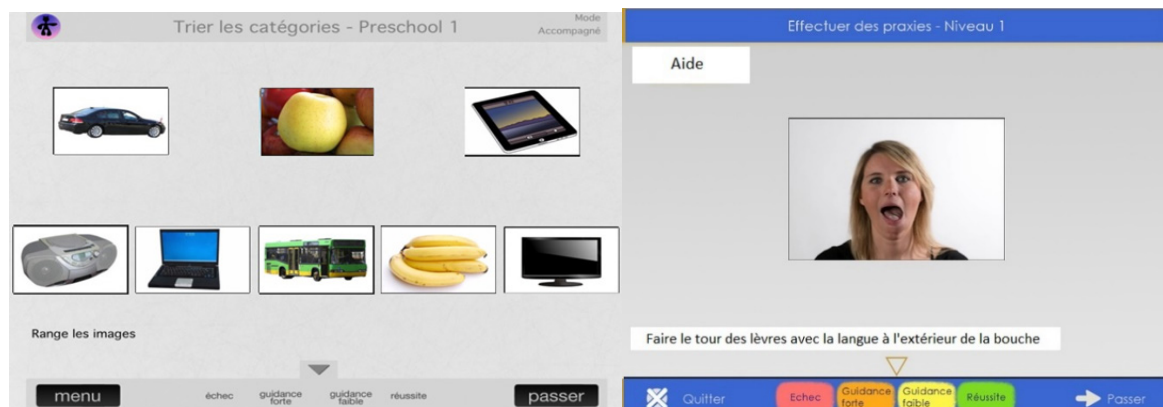 Trier les catégories - Preschool 1
Mode
Accompagné
Range les images
menu
échec
guidance
forte
guidance
faible
réussite
passer
Effectuer des praxies - Niveau 1
Aide
Faire le tour des lèvres avec la langue à l'extérieur de la bouche
Quitter
Echec
Guidance
forte
Guidance
faible
Réussite
Passer